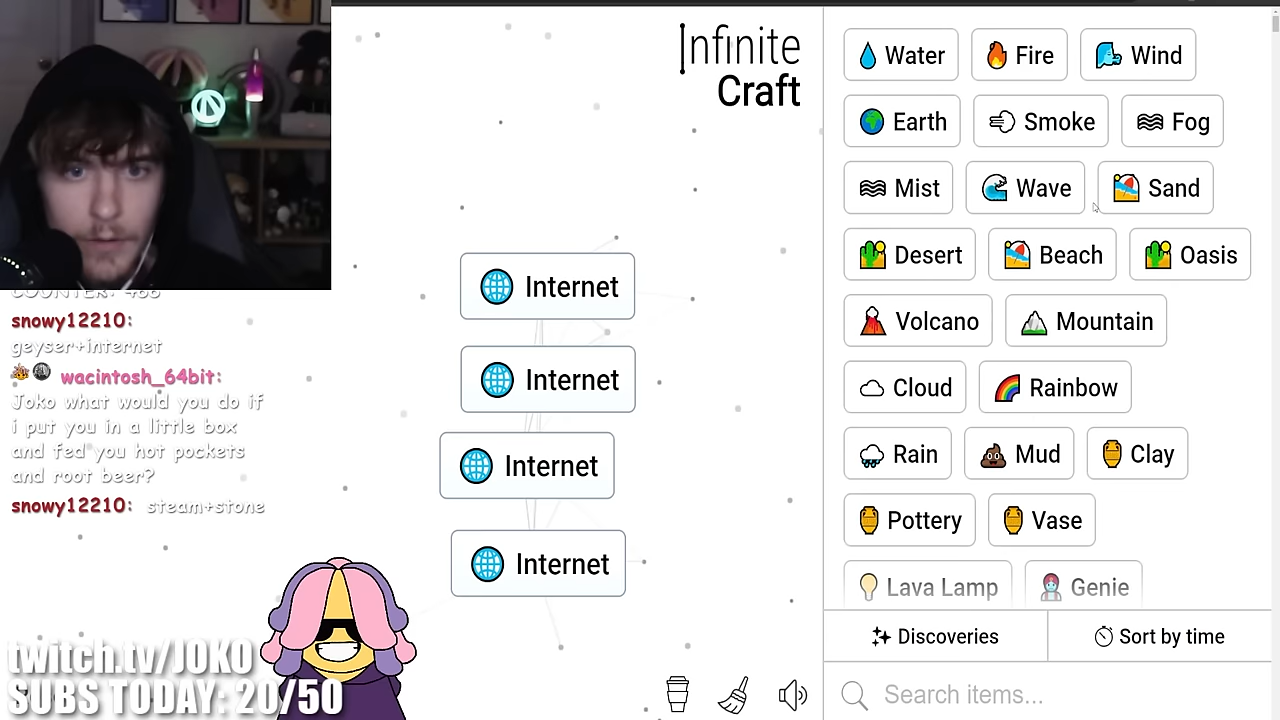 Infinite
Craft
Water
Fire
Wind
Earth
Smoke
Fog
Mist
Wave
Sand
Desert
Beach
Oasis
Volcano
Mountain
Cloud
Rainbow
Rain
Mud
Clay
Pottery
Vase
Lava Lamp
Genie
Discoveries
Sort by time
Search items...
Internet
Internet
Internet
Internet
COUNTER: 466
snowy12210:
geyser+internet
wacintosh_64bit:
Joko what would you do if
i put you in a little box
and fed you hot pockets
and root beer?
snowy12210: steam+stone
twitch.tv/JOKO
SUBS TODAY: 20/50